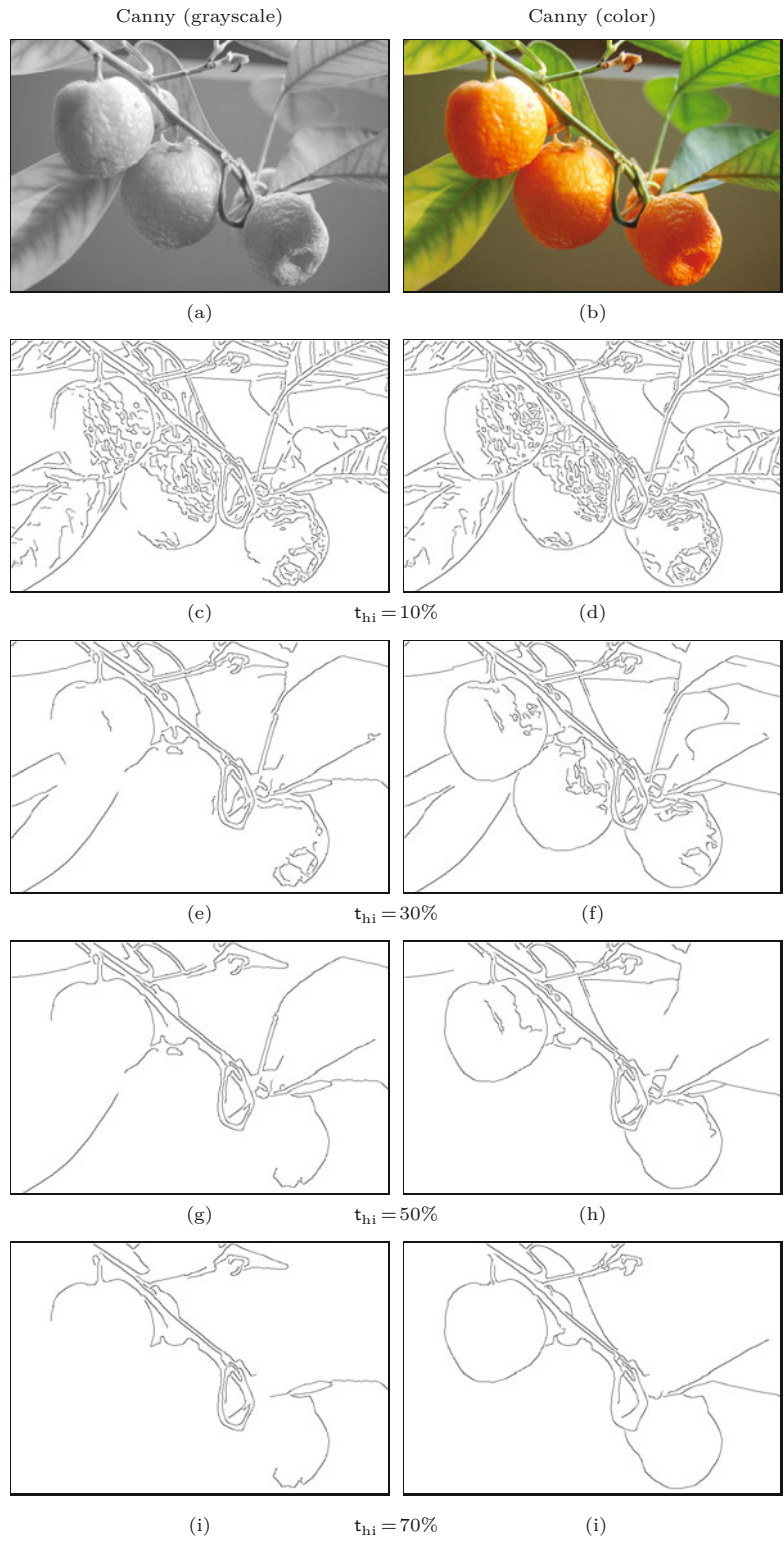 Canny (grayscale) Canny (color)
(a) (b)
(c) t_hi = 10% (d)
(e) t_hi = 30% (f)
(g) t_hi = 50% (h)
(i) t_hi = 70% (i)